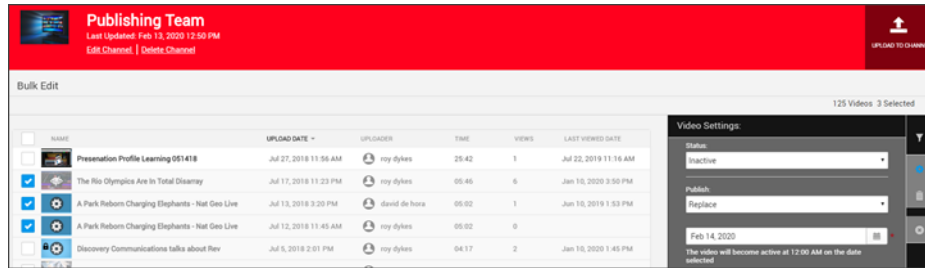 Publishing Team
Last Updated: Feb 13, 2020 12:50 PM
Edit Channel | Delete Channel
UPLOAD TO CHANN
Bulk Edit
125 Videos 3 Selected
NAME UPLOAD DATE UPLOADER TIME VIEWS LAST VIEWED DATE
Presenation Profile Learning 051418 Jul 27, 2018 11:56 AM roy dykes 25:42 1 Jul 22, 2019 11:16 AM
The Rio Olympics Are In Total Disarray Jul 17, 2018 11:23 PM roy dykes 05:46 6 Jan 10, 2020 3:50 PM
A Park Reborn Charging Elephants - Nat Geo Live Jul 13, 2018 3:20 PM david de hora 05:02 1 Jun 10, 2019 1:53 PM
A Park Reborn Charging Elephants - Nat Geo Live Jul 12, 2018 11:45 AM roy dykes 05:02 0
Discovery Communications talks about Rev Jul 5, 2018 2:01 PM roy dykes 04:17 2 Jan 10, 2020 1:45 PM
Video Settings:
Status:
Inactive
Publish:
Replace
Feb 14, 2020 *
The video will become active at 12:00 AM on the date
selected